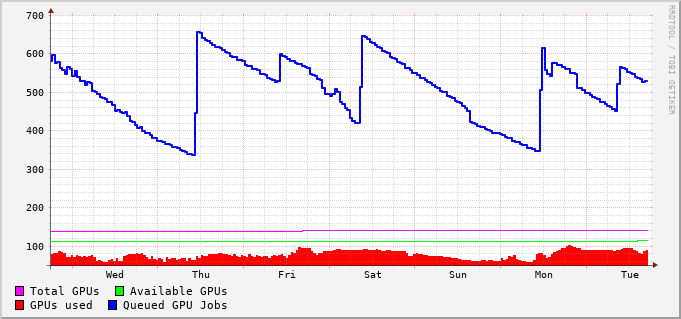 700
600
500
400
300
200
100
Wed Thu Fri Sat Sun Mon Tue
Total GPUs Available GPUs
GPUs used Queued GPU Jobs
RRDTOOL / TOBI OETIKER